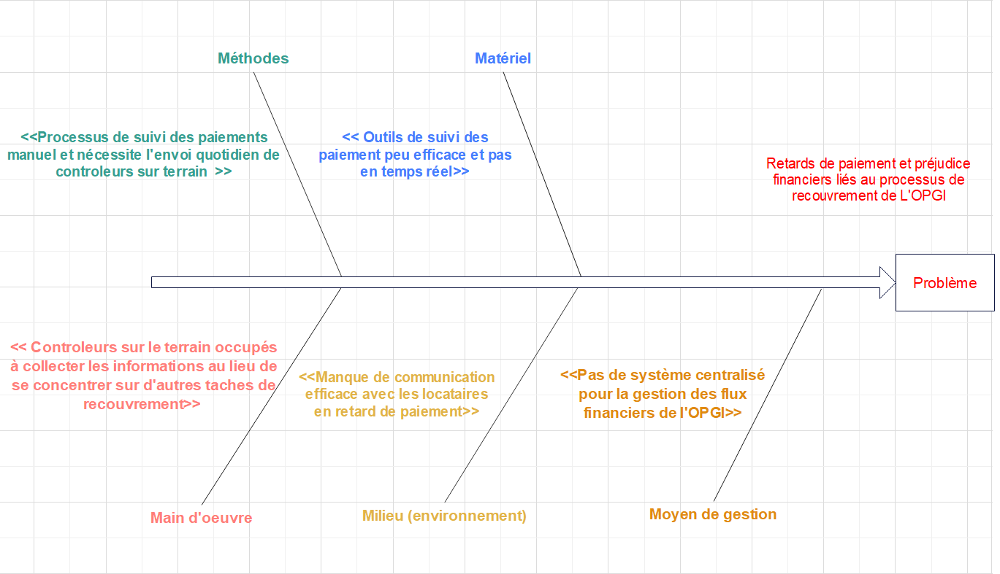 Méthodes
Matériel
<<Processus de suivi des paiements
manuel et nécessite l'envoi quotidien de
controleurs sur terrain >>
<< Outils de suivi des
paiement peu efficace et pas
en temps réel>>
Retards de paiement et préjudice
financiers liés au processus de
recouvrement de L'OPGI
Problème
<< Controleurs sur le terrain occupés
à collecter les informations au lieu de
se concentrer sur d'autres taches de
recouvrement>>
<<Manque de communication
efficace avec les locataires
en retard de paiement>>
<<Pas de système centralisé
pour la gestion des flux
financiers de l'OPGI>>
Main d'oeuvre
Milieu (environnement)
Moyen de gestion